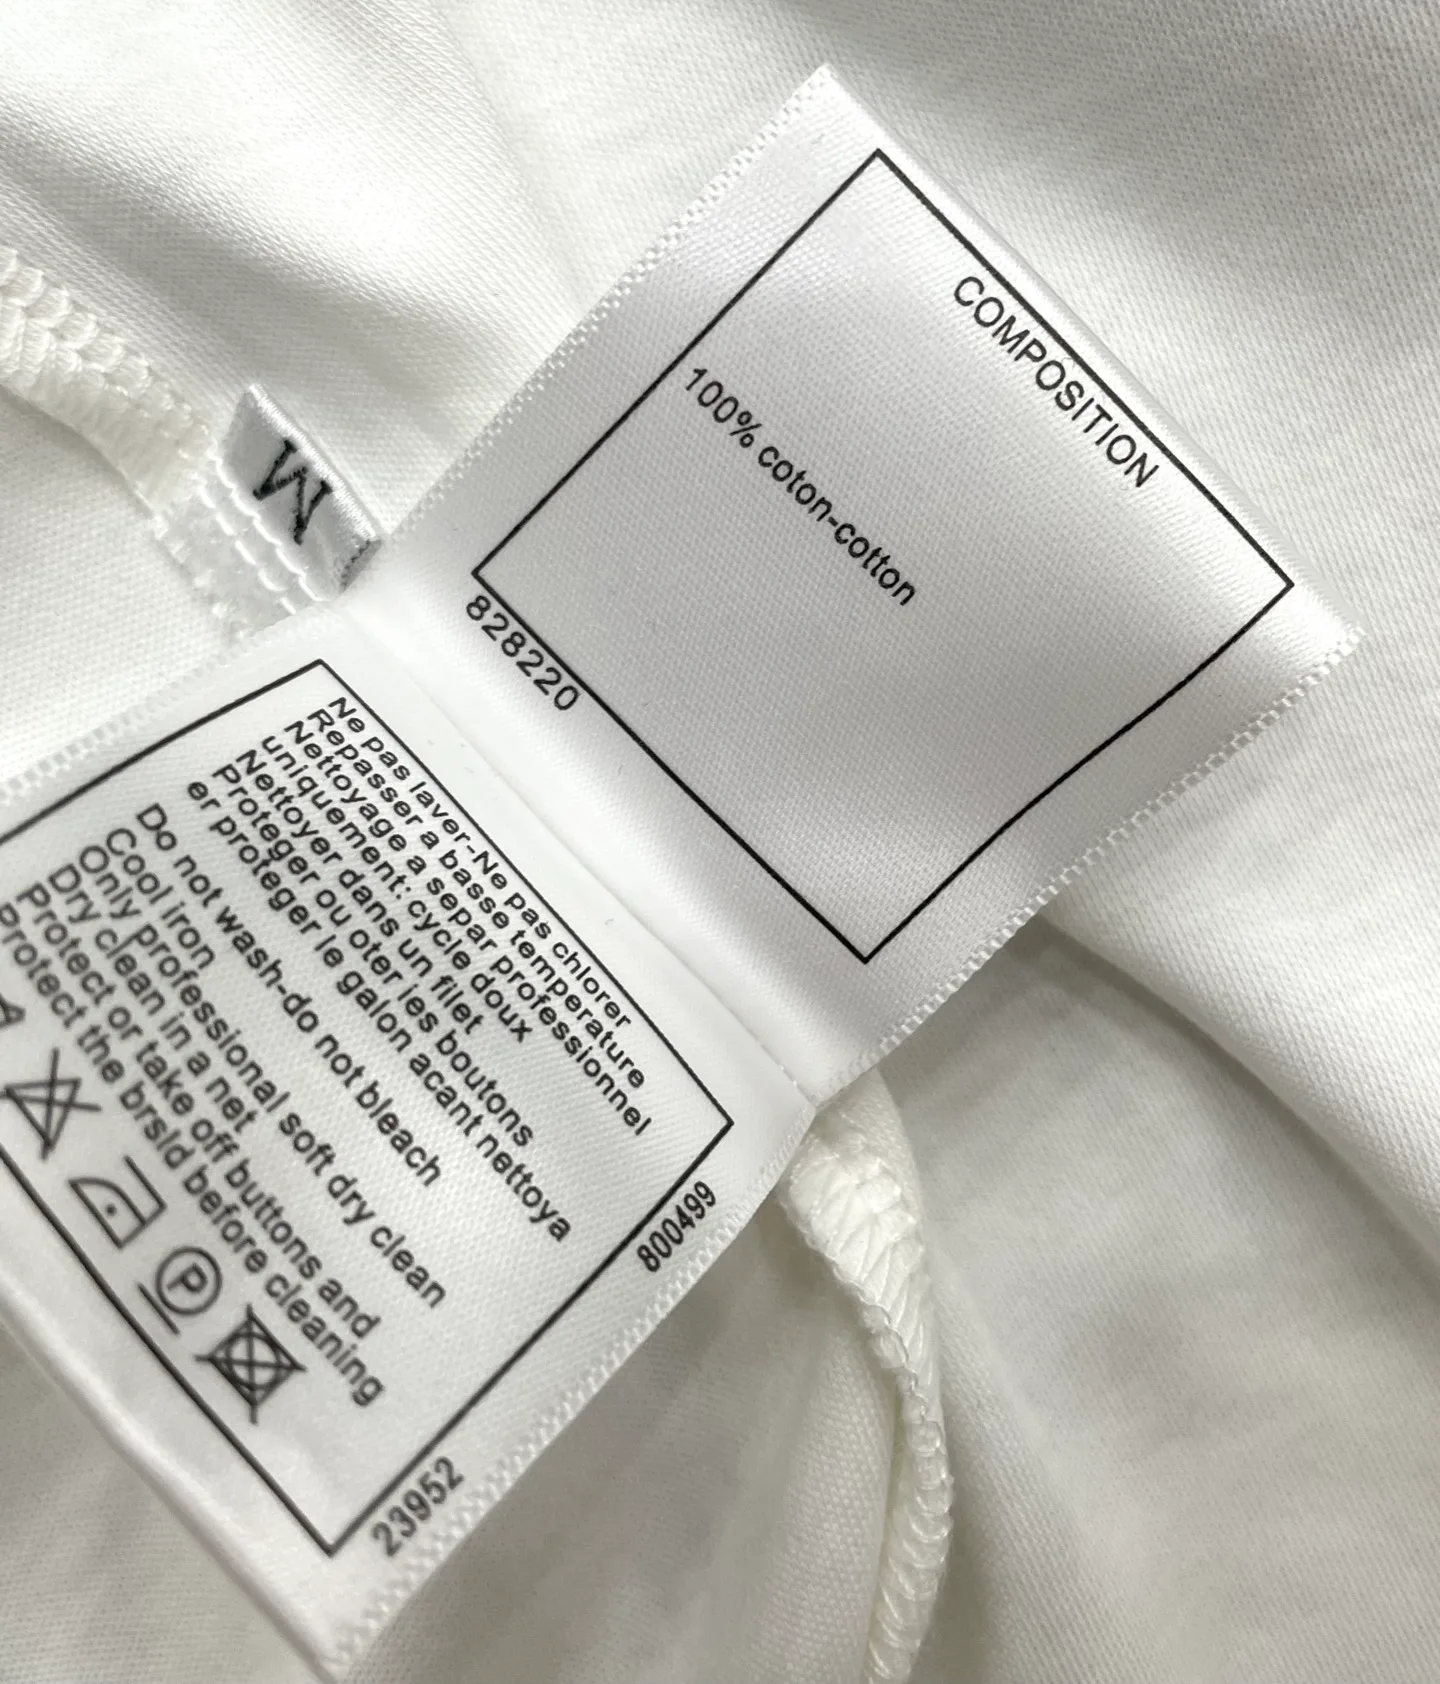 COMPOSITION
100% coton-cotton
828220
M
Ne pas laver-Ne pas chlorer
Repasser a basse temperature
Nettoyage a separ professionnel
uniquement: cycle doux
Nettoyer dans un filet
Proteger ou oter les boutons
er proteger le galon acant nettoya
Do not wash-do not bleach
Cool iron
Only professional soft dry clean
Dry clean in a net
Protect or take off buttons and
Protect the brsld before cleaning
P
800499
23952